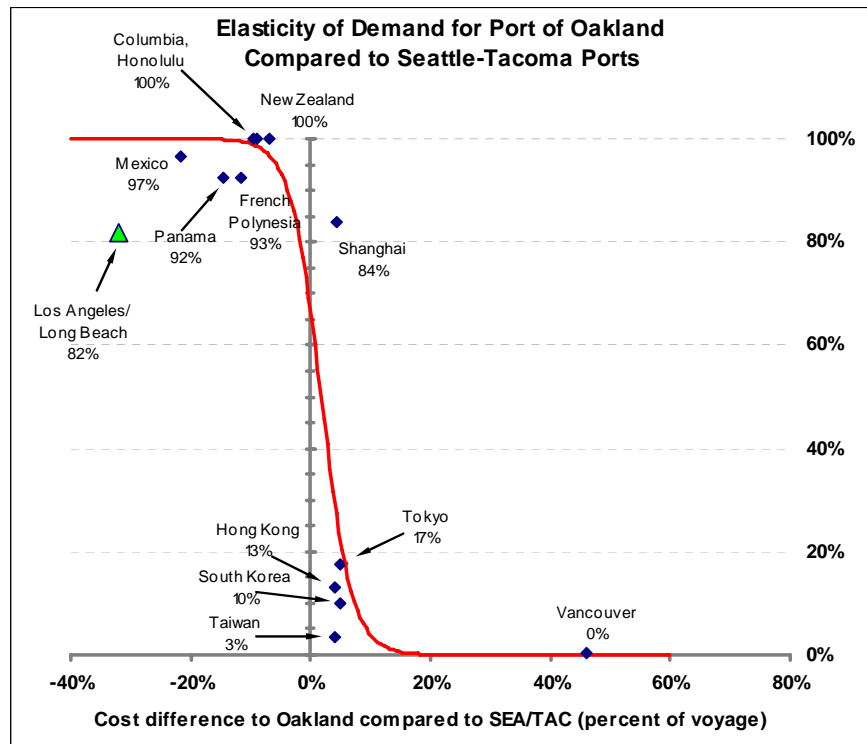 Elasticity of Demand for Port of Oakland
Compared to Seattle-Tacoma Ports
Columbia,
Honolulu
100%
New Zealand
100%
Mexico
97%
Panama
92%
French
Polynesia
93%
Shanghai
84%
Los Angeles/
Long Beach
82%
Hong Kong
13%
Tokyo
17%
South Korea
10%
Taiwan
3%
Vancouver
0%
100%
80%
60%
40%
20%
0%
-40%
-20%
0%
20%
40%
60%
80%
Cost difference to Oakland compared to SEA/TAC (percent of voyage)